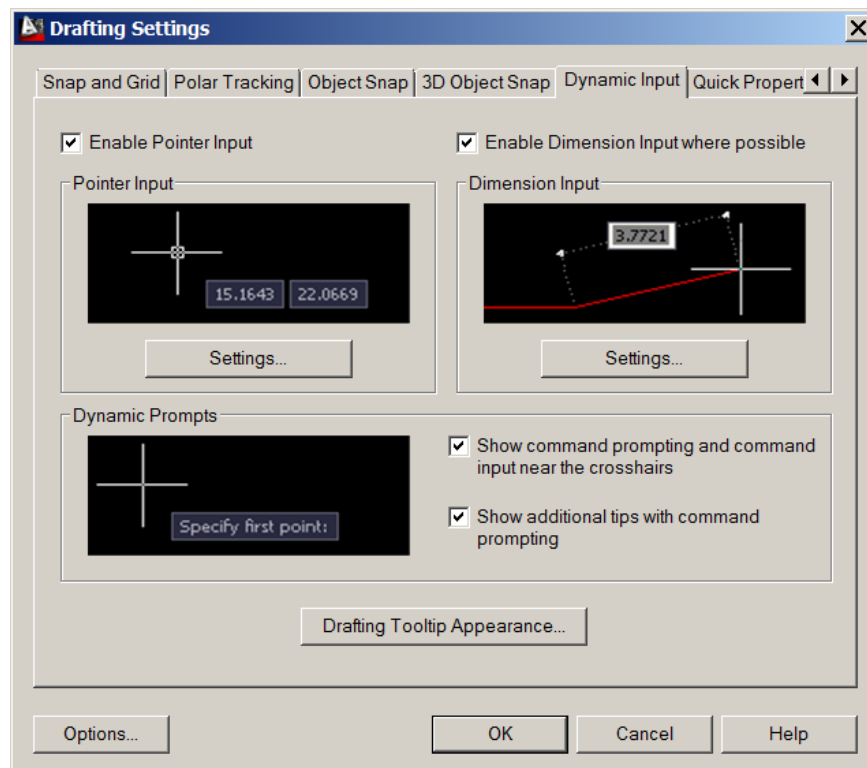 Drafting Settings
Snap and Grid Polar Tracking Object Snap 3D Object Snap Dynamic Input Quick Propert
Enable Pointer Input
Enable Dimension Input where possible
Pointer Input
Dimension Input
3.7721
15.1643 22.0669
Settings...
Settings...
Dynamic Prompts
Specify first point:
Show command prompting and command
input near the crosshairs
Show additional tips with command
prompting
Drafting Tooltip Appearance...
Options...
OK
Cancel
Help